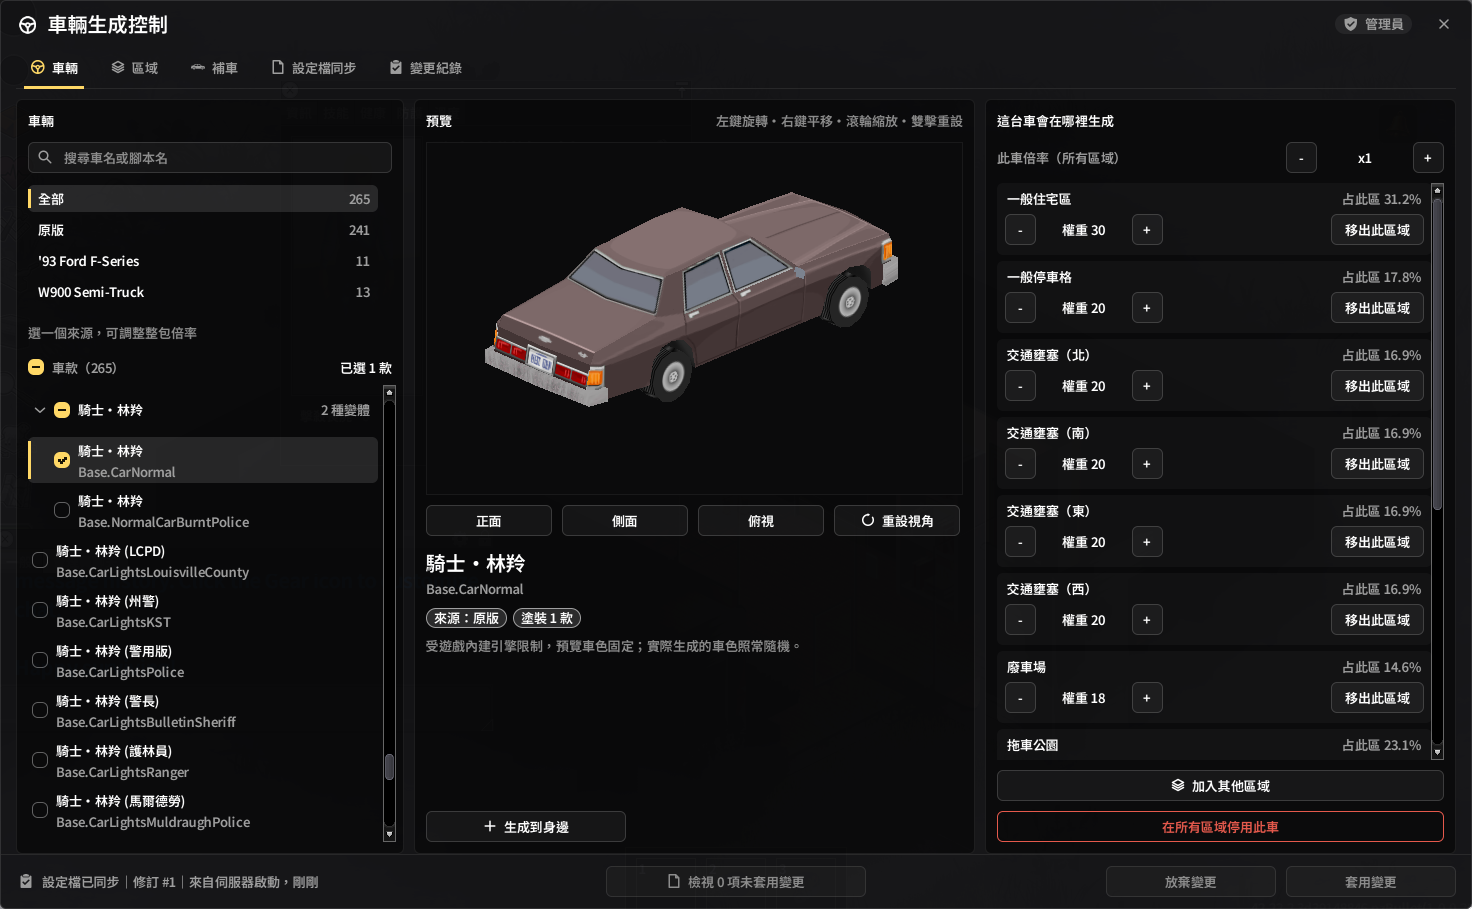 車輛生成控制
管理員
車輛
區域
補車
設定檔同步
變更紀錄
車輛
搜尋車名或腳本名
全部 265
原版 241
'93 Ford F-Series 11
W900 Semi-Truck 13
選一個來源，可調整整包倍率
車款（265） 已選 1 款
騎士・林羚 2 種變體
騎士・林羚
Base.CarNormal
騎士・林羚
Base.NormalCarBurntPolice
騎士・林羚 (LCPD)
Base.CarLightsLouisvilleCounty
騎士・林羚 (州警)
Base.CarLightsKST
騎士・林羚 (警用版)
Base.CarLightsPolice
騎士・林羚 (警長)
Base.CarLightsBulletinSheriff
騎士・林羚 (護林員)
Base.CarLightsRanger
騎士・林羚 (馬爾德勞)
Base.CarLightsMuldraughPolice
預覽 左鍵旋轉・右鍵平移・滾輪縮放・雙擊重設
正面 側面 俯視 重設視角
騎士・林羚
Base.CarNormal
來源：原版 塗裝 1 款
受遊戲內建引擎限制，預覽車色固定；實際生成的車色照常隨機。
+ 生成到身邊
這台車會在哪裡生成
此車倍率（所有區域） - x1 +
一般住宅區 占此區 31.2%
- 權重 30 + 移出此區域
一般停車格 占此區 17.8%
- 權重 20 + 移出此區域
交通壅塞（北） 占此區 16.9%
- 權重 20 + 移出此區域
交通壅塞（南） 占此區 16.9%
- 權重 20 + 移出此區域
交通壅塞（東） 占此區 16.9%
- 權重 20 + 移出此區域
交通壅塞（西） 占此區 16.9%
- 權重 20 + 移出此區域
廢車場 占此區 14.6%
- 權重 18 + 移出此區域
拖車公園 占此區 23.1%
加入其他區域
在所有區域停用此車
設定檔已同步｜修訂 #1｜來自伺服器啟動，剛剛
檢視 0 項未套用變更
放棄變更
套用變更